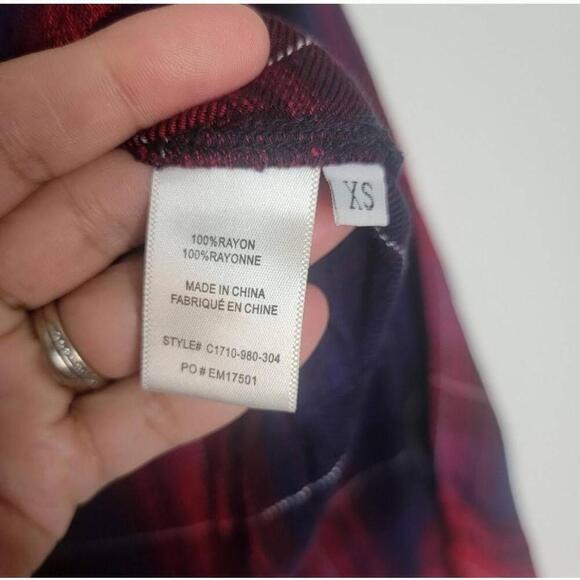 XS
100%RAYON
100%RAYONNE
MADE IN CHINA
FABRIQUÉ EN CHINE
STYLE# C1710-980-304
PO # EM17501